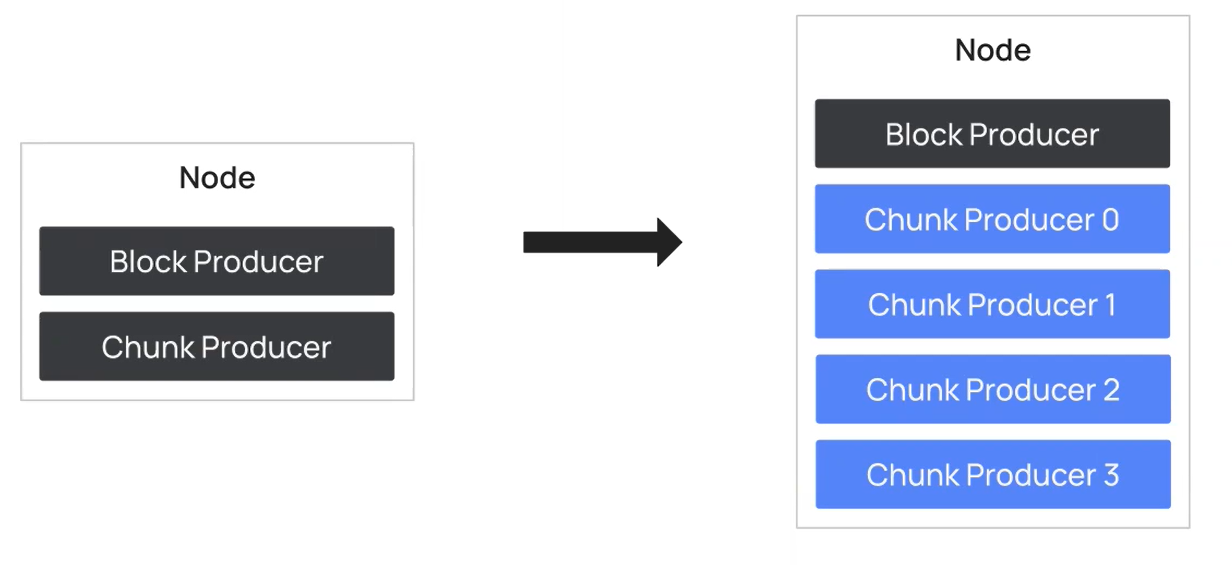 Node
Block Producer
Chunk Producer
Node
Block Producer
Chunk Producer 0
Chunk Producer 1
Chunk Producer 2
Chunk Producer 3